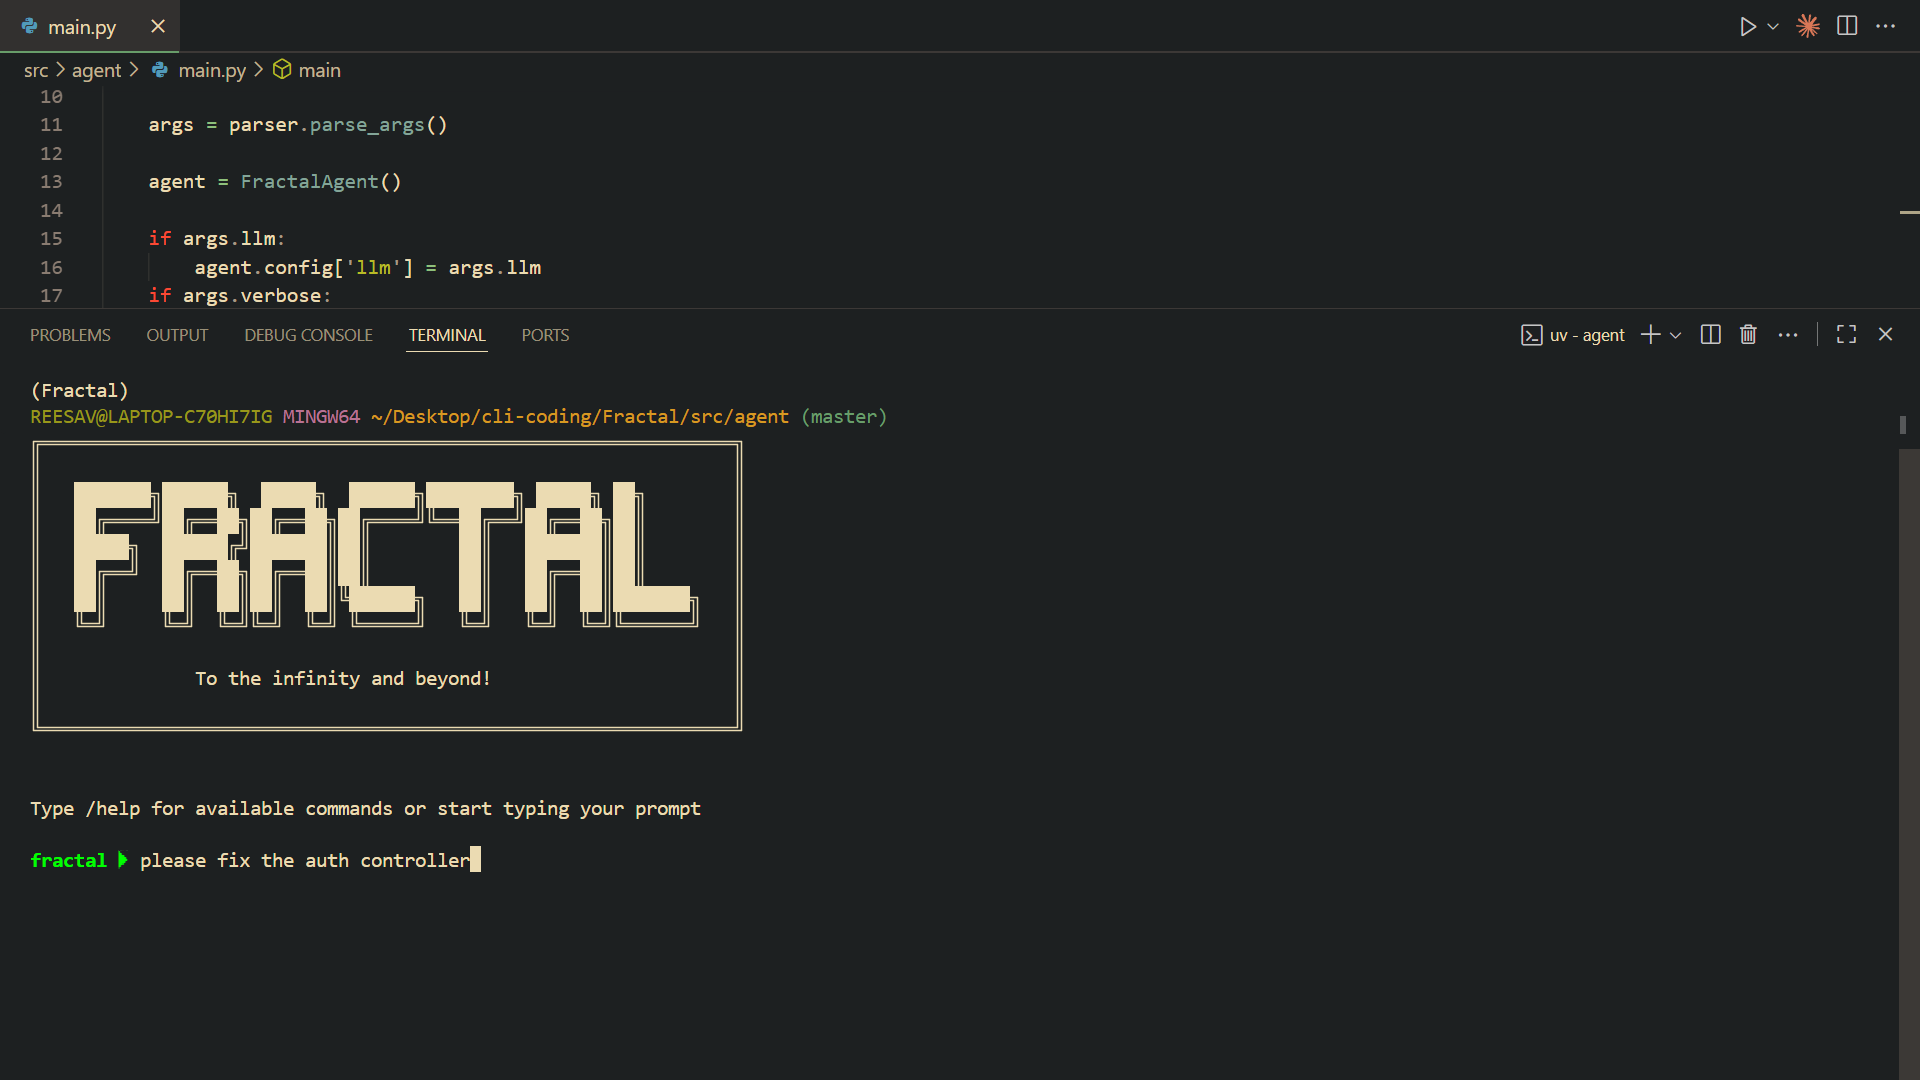 main.py
src > agent > main.py > main
10
11 args = parser.parse_args()
12
13 agent = FractalAgent()
14
15 if args.llm:
16 agent.config['llm'] = args.llm
17 if args.verbose:
PROBLEMS OUTPUT DEBUG CONSOLE TERMINAL PORTS uv - agent
(Fractal)
REESAV@LAPTOP-C70HI7IG MINGW64 ~/Desktop/cli-coding/Fractal/src/agent (master)
FRACTAL
To the infinity and beyond!
Type /help for available commands or start typing your prompt
fractal please fix the auth controller